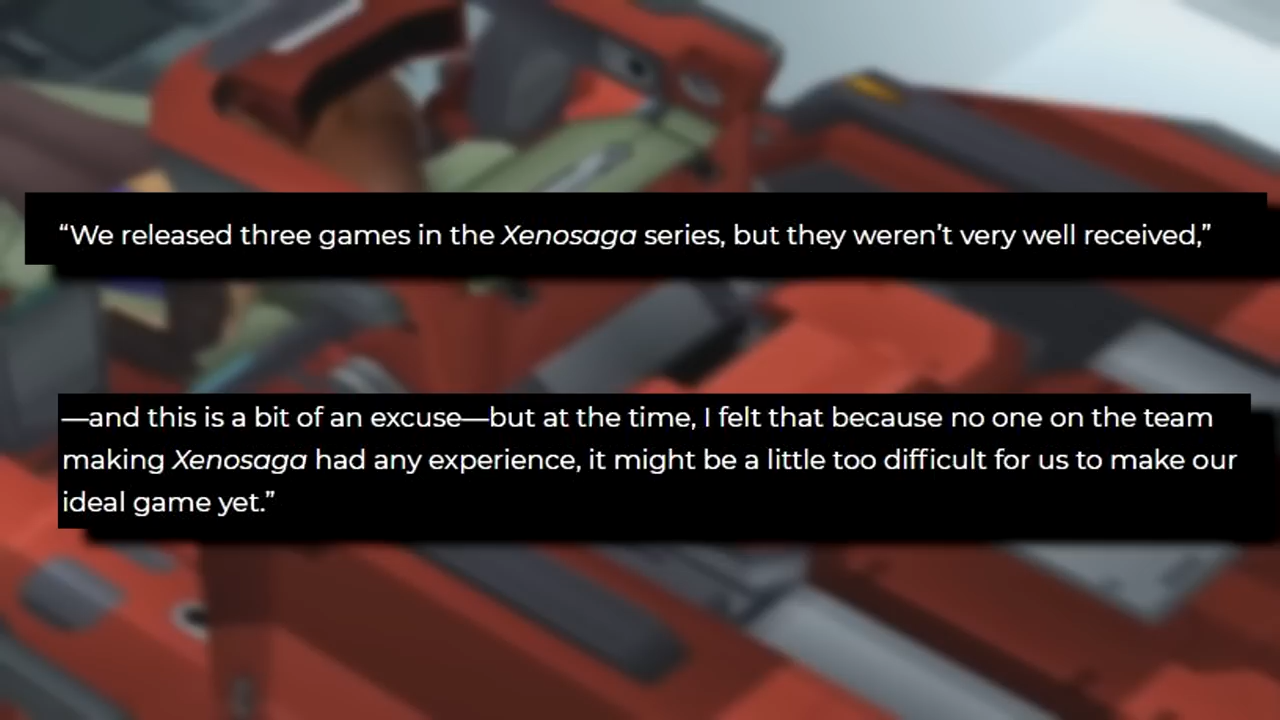 “We released three games in the Xenosaga series, but they weren’t very well received,”
—and this is a bit of an excuse—but at the time, I felt that because no one on the team
making Xenosaga had any experience, it might be a little too difficult for us to make our
ideal game yet.”